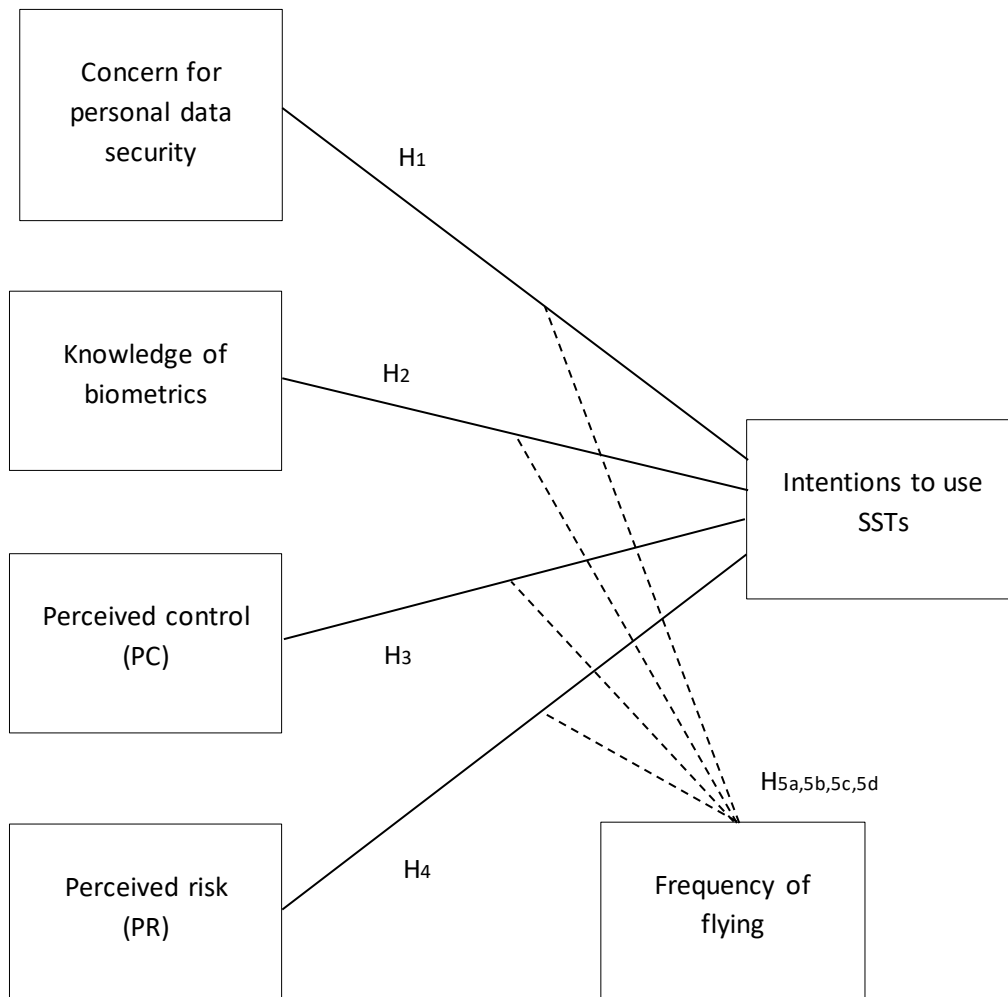 Concern for
personal data
security
H1
Knowledge of
biometrics
H2
Intentions to use
SSTs
Perceived control
(PC)
H3
H5a,5b,5c,5d
Perceived risk
(PR)
H4
Frequency of
flying